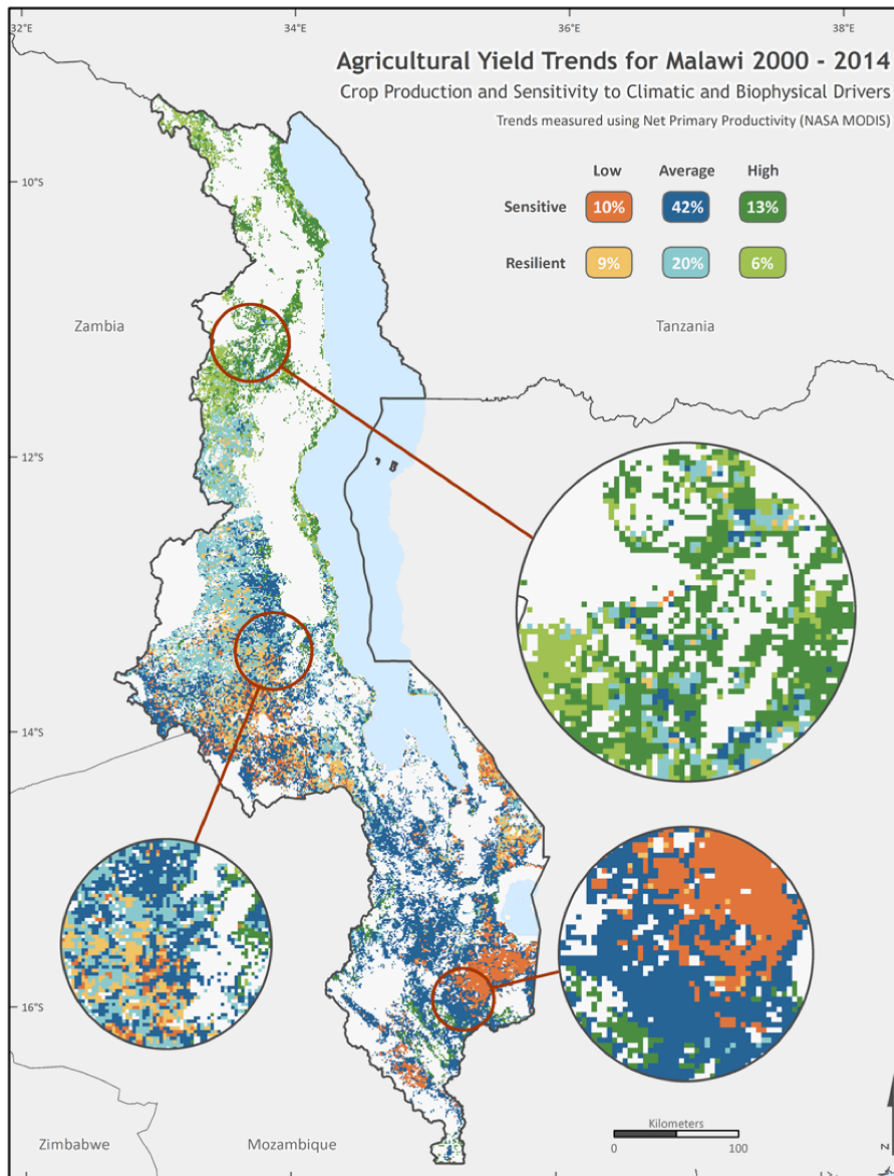 32°E 34°E 36°E 38°E
Agricultural Yield Trends for Malawi 2000 - 2014
Crop Production and Sensitivity to Climatic and Biophysical Drivers
Trends measured using Net Primary Productivity (NASA MODIS)
Low Average High
10°S
Sensitive 10% 42% 13%
Resilient 9% 20% 6%
Zambia Tanzania
12°S
14°S
16°S
Kilometers
Zimbabwe Mozambique 0 100 N